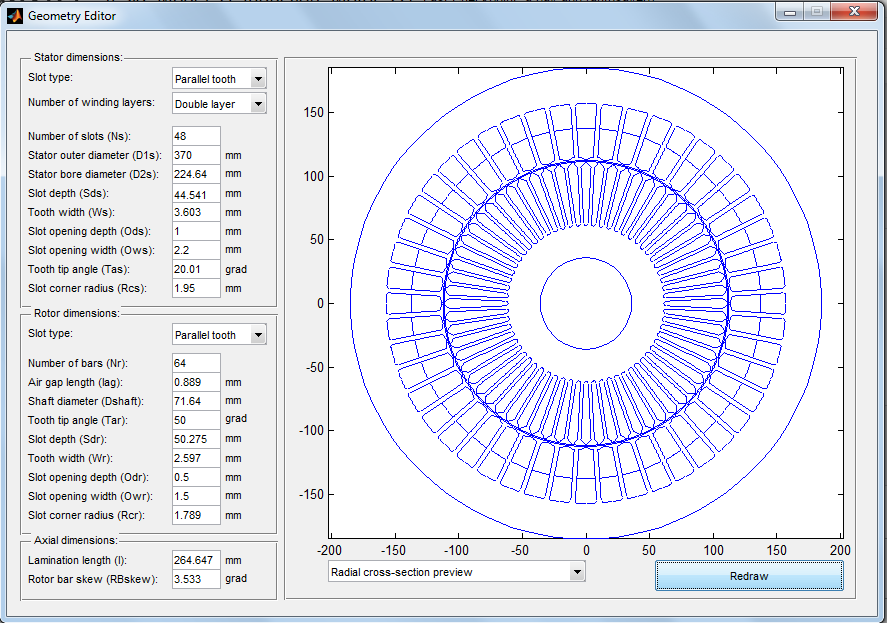 Geometry Editor
Stator dimensions:
Slot type: Parallel tooth
Number of winding layers: Double layer
Number of slots (Ns): 48
Stator outer diameter (D1s): 370 mm
Stator bore diameter (D2s): 224.64 mm
Slot depth (Sds): 44.541 mm
Tooth width (Ws): 3.603 mm
Slot opening depth (Ods): 1 mm
Slot opening width (Ows): 2.2 mm
Tooth tip angle (Tas): 20.01 grad
Slot corner radius (Rcs): 1.95 mm
Rotor dimensions:
Slot type: Parallel tooth
Number of bars (Nr): 64
Air gap length (lag): 0.889 mm
Shaft diameter (Dshaft): 71.64 mm
Tooth tip angle (Tar): 50 grad
Slot depth (Sdr): 50.275 mm
Tooth width (Wr): 2.597 mm
Slot opening depth (Odr): 0.5 mm
Slot opening width (Owr): 1.5 mm
Slot corner radius (Rcr): 1.789 mm
Axial dimensions:
Lamination length (l): 264.647 mm
Rotor bar skew (RBskew): 3.533 grad
150
100
50
0
-50
-100
-150
-200 -150 -100 -50 0 50 100 150 200
Radial cross-section preview
Redraw